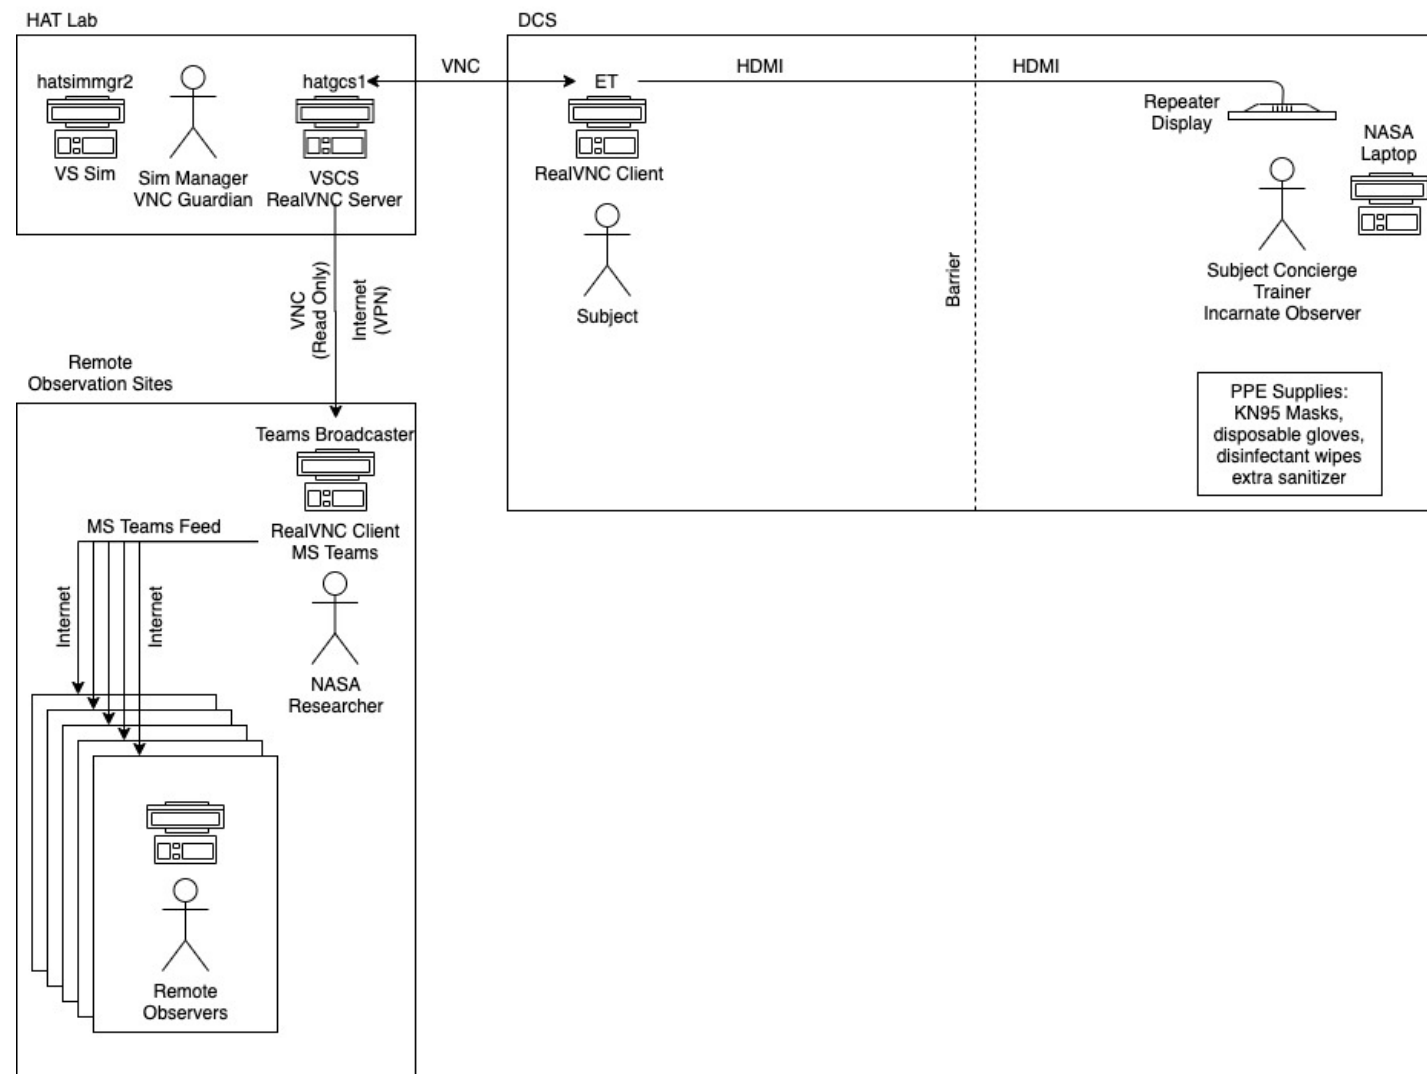 HAT Lab
hatsimmgr2
VS Sim
Sim Manager
VNC Guardian
hatgcs1
VSCS
RealVNC Server
VNC
DCS
ET
RealVNC Client
Subject
HDMI
HDMI
Barrier
Repeater
Display
NASA
Laptop
Subject Concierge
Trainer
Incarnate Observer
PPE Supplies:
KN95 Masks,
disposable gloves,
disinfectant wipes
extra sanitizer
VNC
(Read Only)
Internet
(VPN)
Remote
Observation Sites
Teams Broadcaster
RealVNC Client
MS Teams
NASA
Researcher
MS Teams Feed
Internet
Internet
Remote
Observers